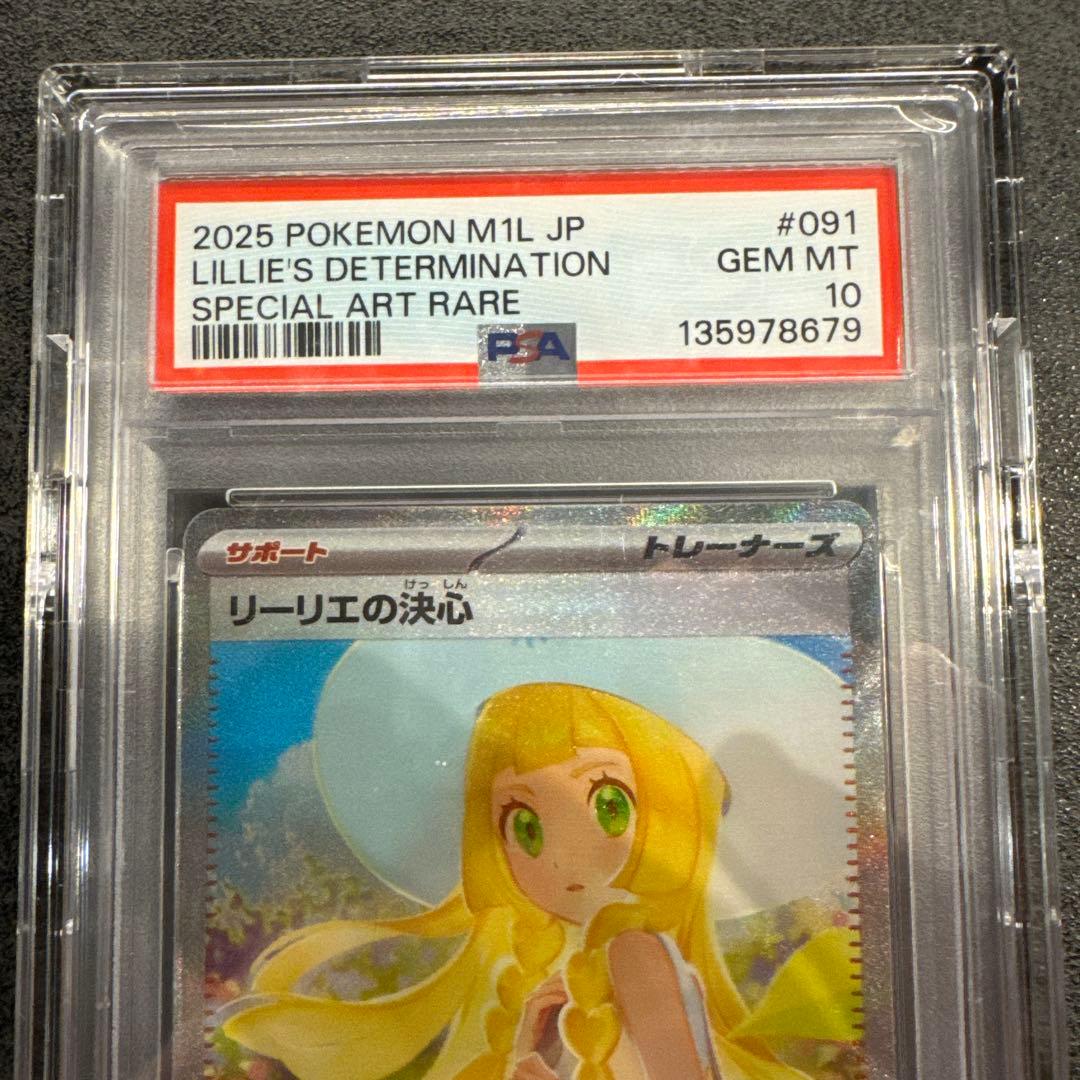 2025 POKEMON M1L JP #091
LILLIE'S DETERMINATION GEM MT
SPECIAL ART RARE 10
PSA 135978679
サポート トレーナーズ
けっ しん
リーリエの決心